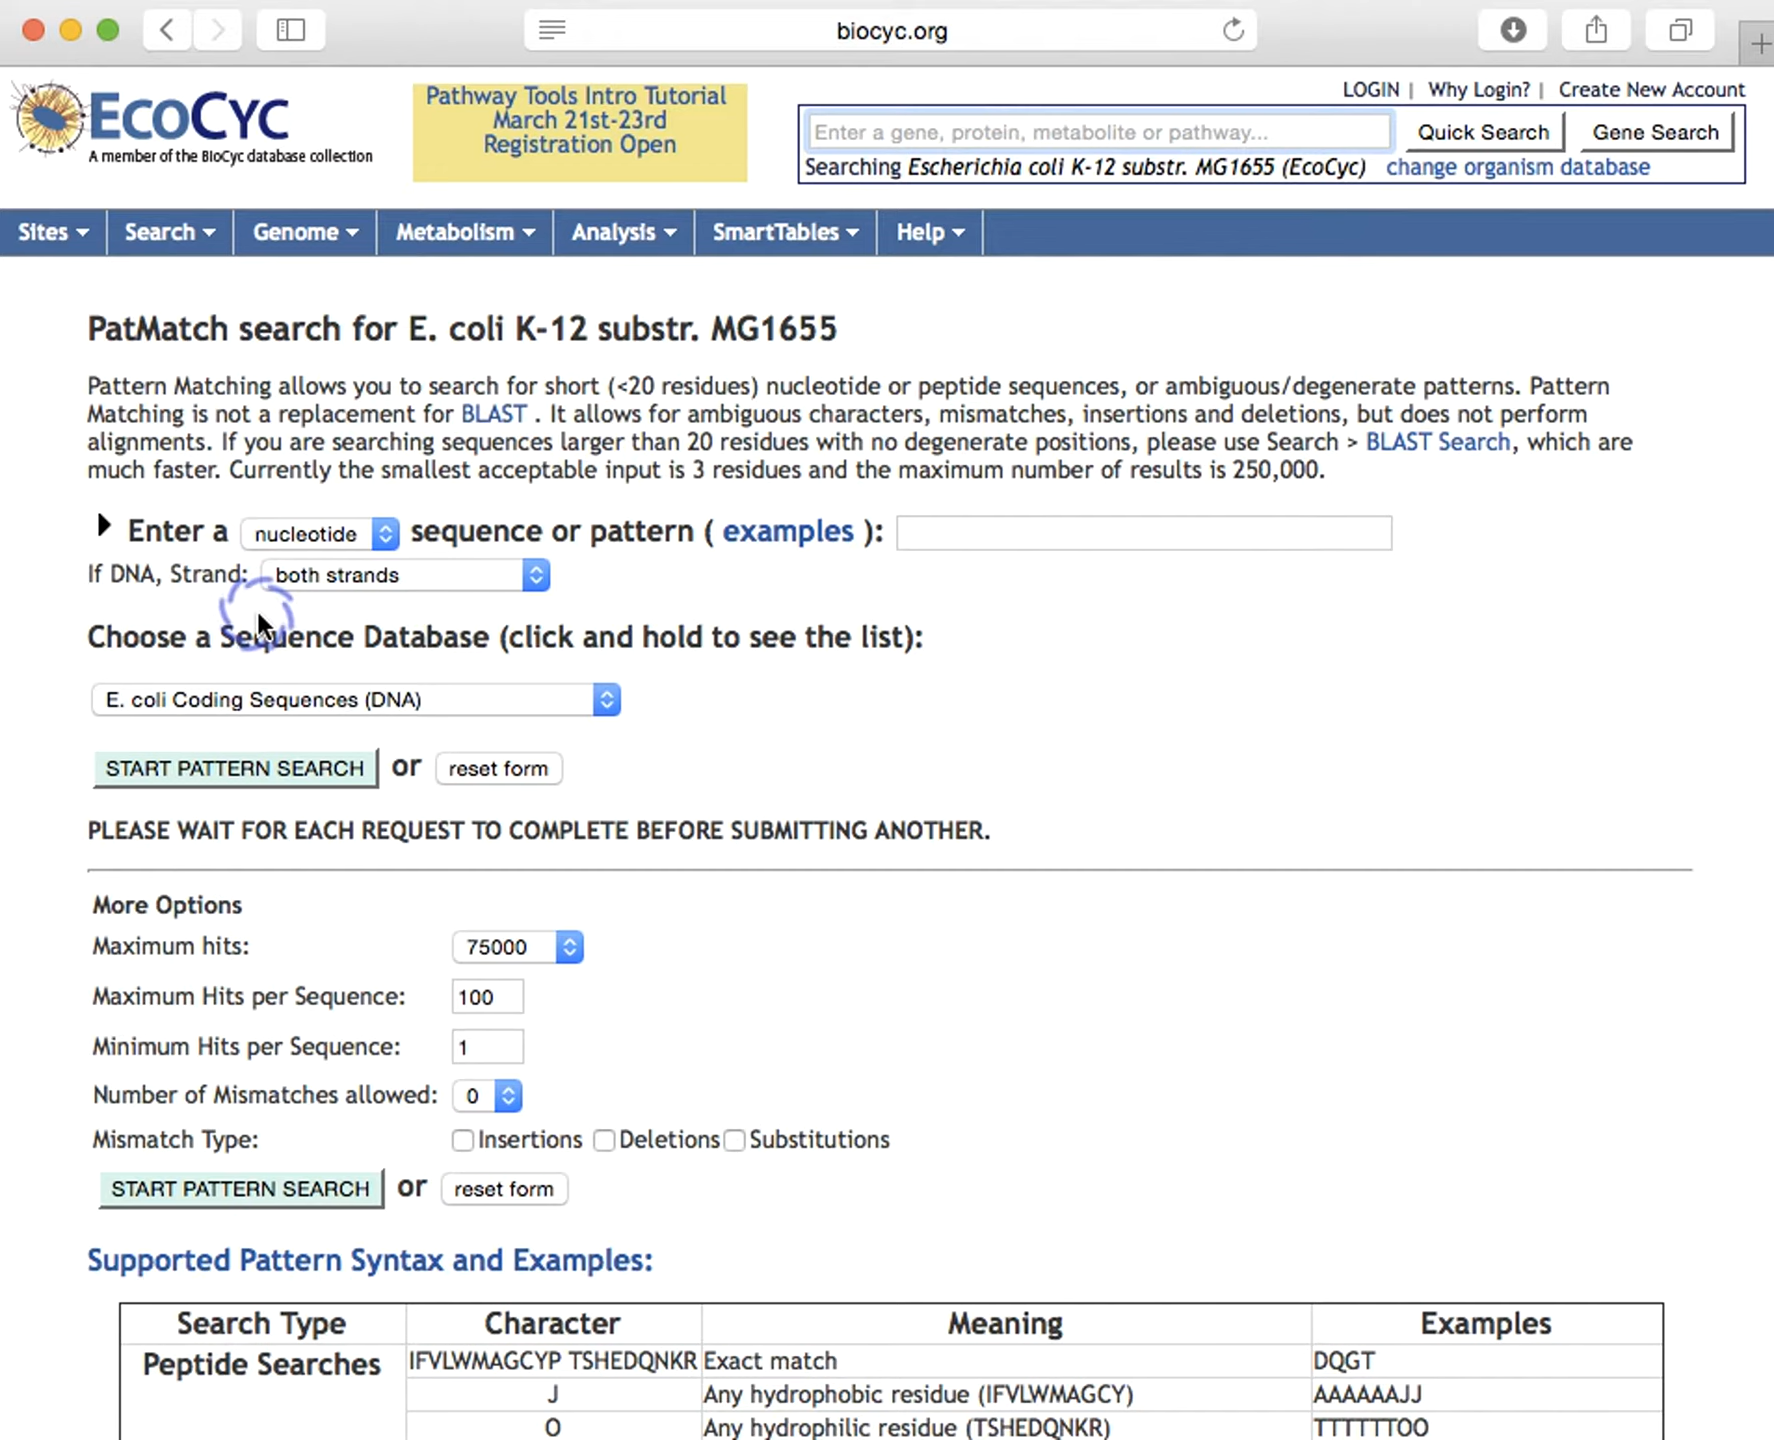 biocyc.org
EcoCyc
A member of the BioCyc database collection
Pathway Tools Intro Tutorial
March 21st-23rd
Registration Open
LOGIN | Why Login? | Create New Account
Enter a gene, protein, metabolite or pathway... Quick Search Gene Search
Searching Escherichia coli K-12 substr. MG1655 (EcoCyc) change organism database
Sites Search Genome Metabolism Analysis SmartTables Help
PatMatch search for E. coli K-12 substr. MG1655
Pattern Matching allows you to search for short (<20 residues) nucleotide or peptide sequences, or ambiguous/degenerate patterns. Pattern
Matching is not a replacement for BLAST . It allows for ambiguous characters, mismatches, insertions and deletions, but does not perform
alignments. If you are searching sequences larger than 20 residues with no degenerate positions, please use Search > BLAST Search, which are
much faster. Currently the smallest acceptable input is 3 residues and the maximum number of results is 250,000.
Enter a nucleotide sequence or pattern ( examples ):
If DNA, Strand: both strands
Choose a Sequence Database (click and hold to see the list):
E. coli Coding Sequences (DNA)
START PATTERN SEARCH or reset form
PLEASE WAIT FOR EACH REQUEST TO COMPLETE BEFORE SUBMITTING ANOTHER.
More Options
Maximum hits: 75000
Maximum Hits per Sequence: 100
Minimum Hits per Sequence: 1
Number of Mismatches allowed: 0
Mismatch Type: Insertions Deletions Substitutions
START PATTERN SEARCH or reset form
Supported Pattern Syntax and Examples:
Search Type Character Meaning Examples
Peptide Searches IFVLWMAGCYP TSHEDQNKR Exact match DQGT
J Any hydrophobic residue (IFVLWMAGCY) AAAAAAJJ
O Any hydrophilic residue (TSHEDQNKR) TTTTTTOO